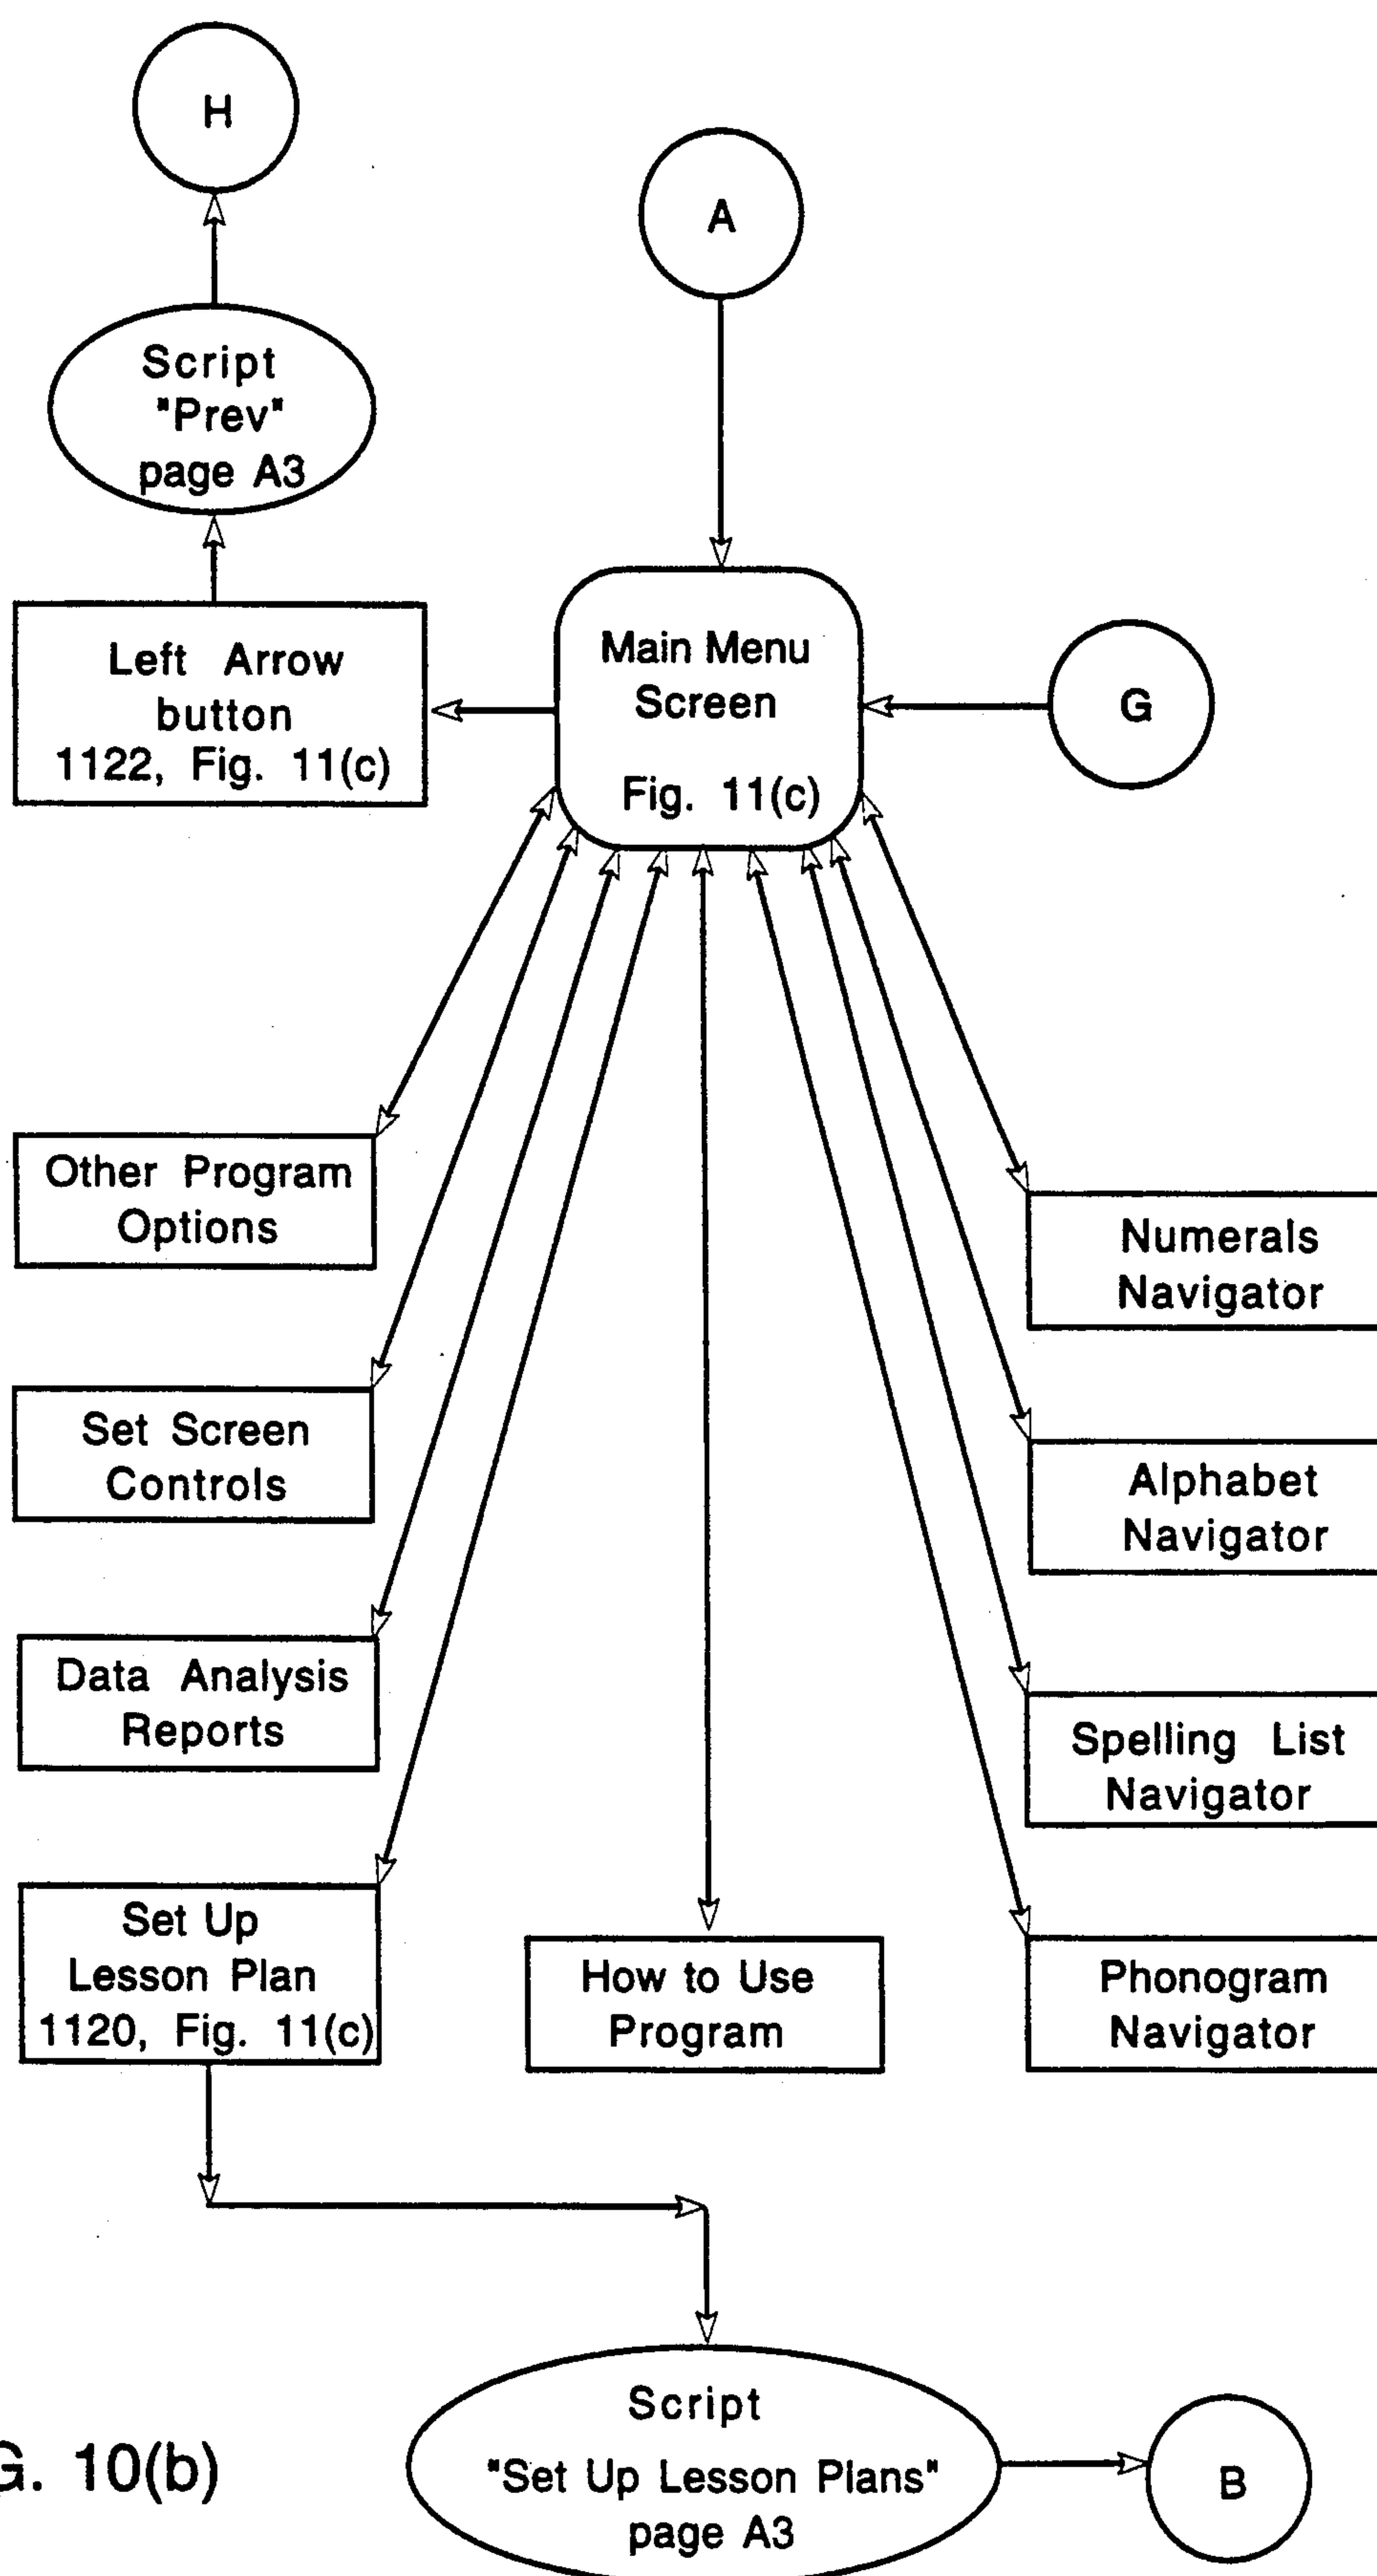 H
A
Script
"Prev"
page A3
Left Arrow
button
1122, Fig. 11(c)
Main Menu
Screen
Fig. 11(c)
G
Other Program
Options
Numerals
Navigator
Set Screen
Controls
Alphabet
Navigator
Data Analysis
Reports
Spelling List
Navigator
Set Up
Lesson Plan
1120, Fig. 11(c)
How to Use
Program
Phonogram
Navigator
Script
"Set Up Lesson Plans"
page A3
B
G. 10(b)